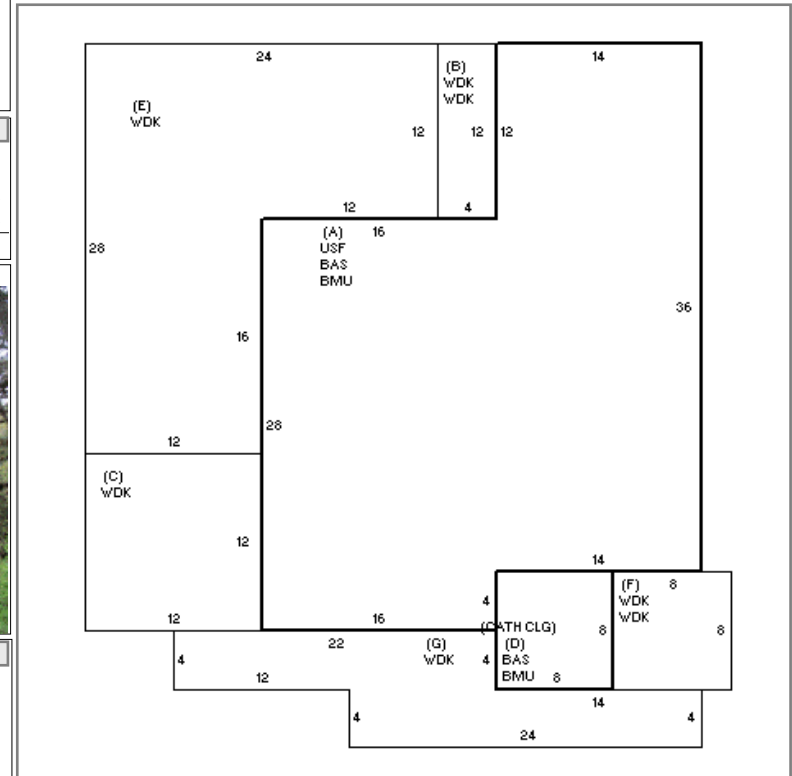 24
14
(B)
WDK
WDK
(E)
WDK
12
12
12
12
4
(A) 16
USF
BAS
BMU
28
36
16
28
12
(C)
WDK
12
14
(F) 8
WDK
WDK
4
12
16
(CATH CLG)
8
8
22
(G)
WDK
4
4
(D)
BAS
BMU 8
12
14
4
4
24